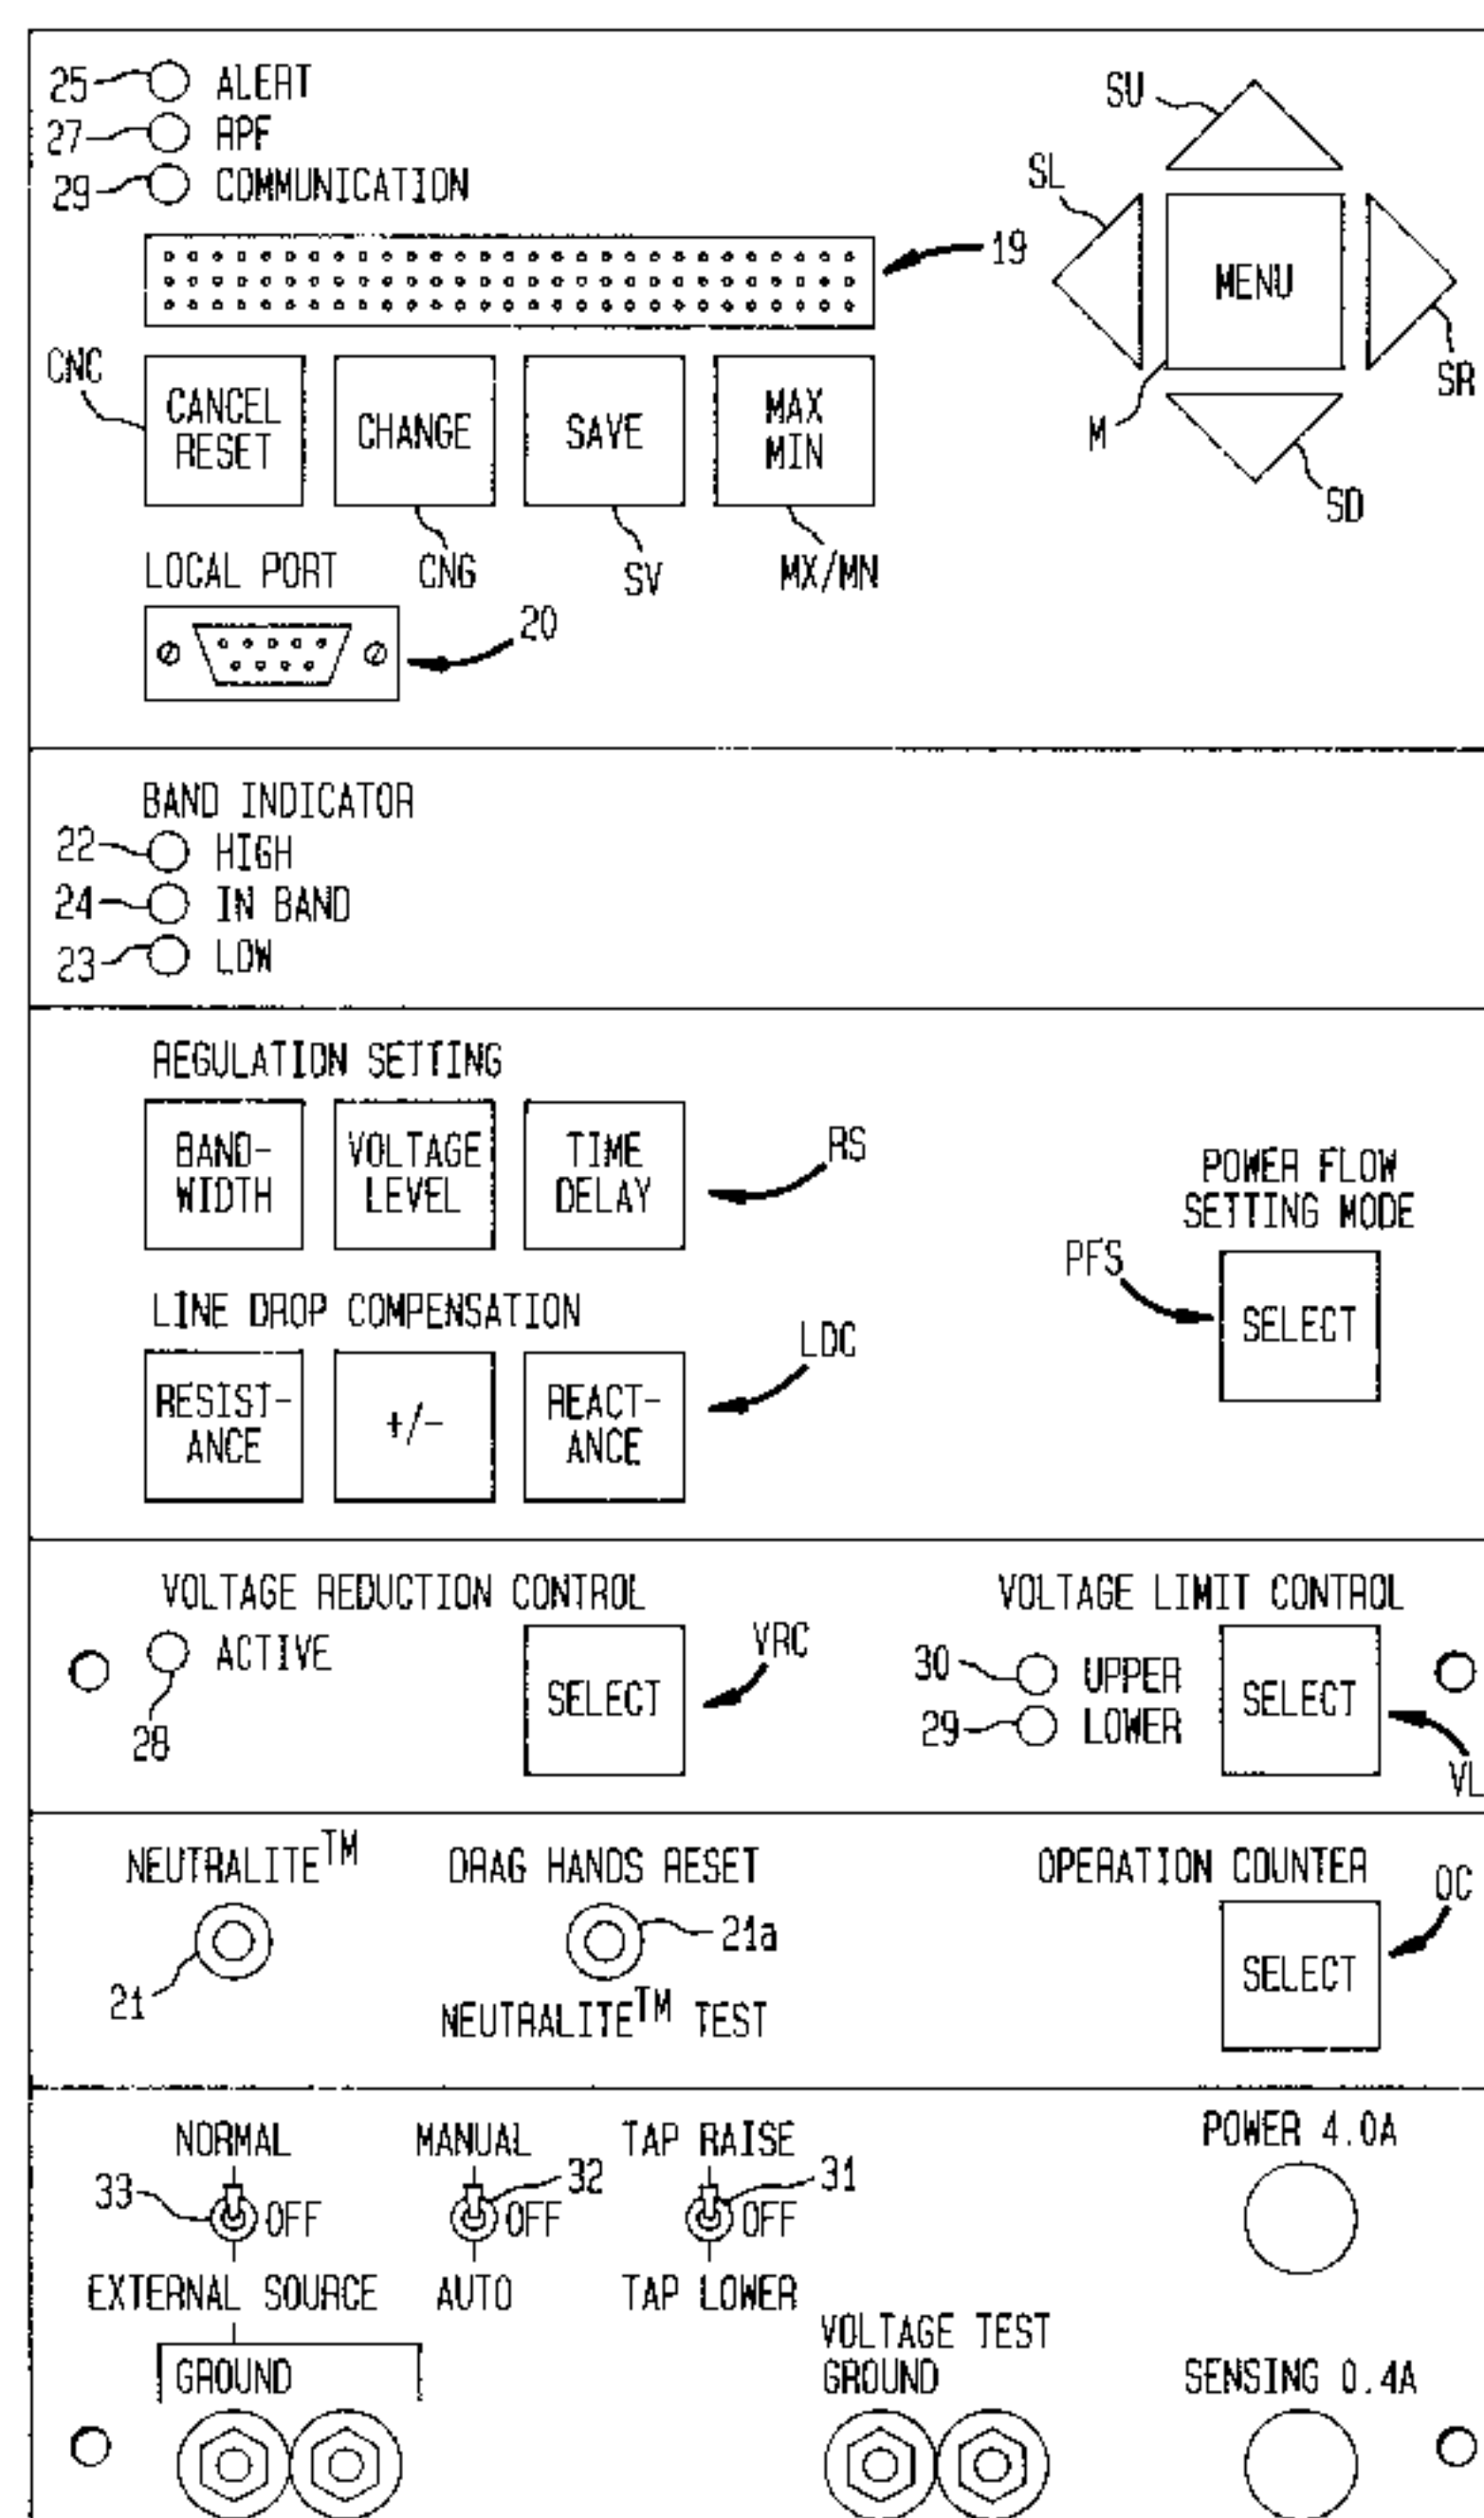 25 ALERT
27 RPF
29 COMMUNICATION
SU
SL
19
MENU
SR
M
SD
CNC
CANCEL
RESET
CHANGE
SAVE
MAX
MIN
CNG
SV
MX/MN
LOCAL PORT
20
BAND INDICATOR
22 HIGH
24 IN BAND
23 LOW
REGULATION SETTING
BAND-
WIDTH
VOLTAGE
LEVEL
TIME
DELAY
RS
POWER FLOW
SETTING MODE
PFS
SELECT
LINE DROP COMPENSATION
LDC
RESIST-
ANCE
+/-
REACT-
ANCE
VOLTAGE REDUCTION CONTROL
ACTIVE
28
SELECT
VRC
VOLTAGE LIMIT CONTROL
30 UPPER
29 LOWER
SELECT
VL
NEUTRALITE™
21
DRAG HANDS RESET
21a
NEUTRALITE™ TEST
OPERATION COUNTER
OC
SELECT
NORMAL
33 OFF
EXTERNAL SOURCE
GROUND
MANUAL
32
OFF
AUTO
TAP RAISE
31
OFF
TAP LOWER
POWER 4.0A
VOLTAGE TEST
GROUND
SENSING 0.4A